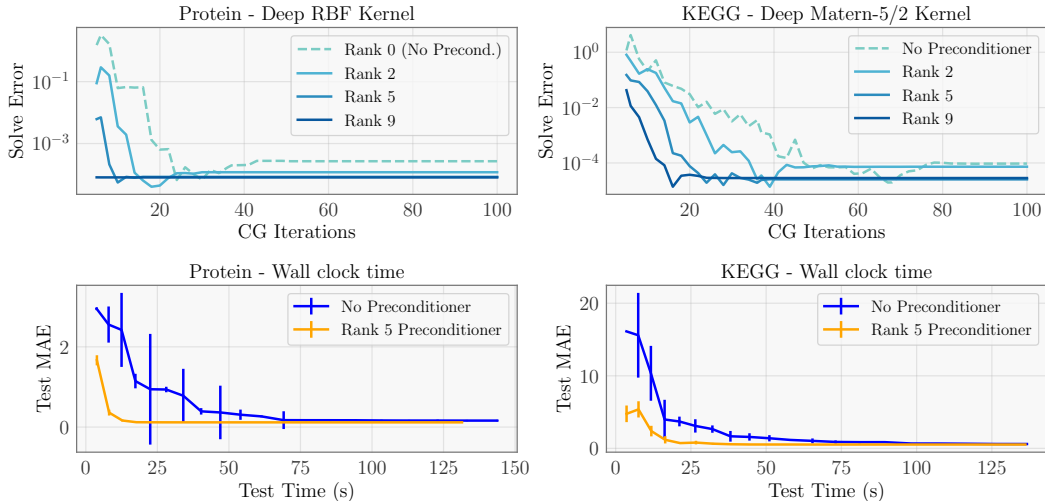 Protein - Deep RBF Kernel
Solve Error
10⁻¹
10⁻⁴
Rank 0 (No Precond.)
Rank 2
Rank 5
Rank 9
20
40
60
80
100
CG Iterations
KEGG - Deep Matern-5/2 Kernel
Solve Error
10⁰
10⁻²
10⁻⁴
No Preconditioner
Rank 2
Rank 5
Rank 9
20
40
60
80
100
CG Iterations
Protein - Wall clock time
Test MAE
2
0
No Preconditioner
Rank 5 Preconditioner
0
25
50
75
100
125
150
Test Time (s)
KEGG - Wall clock time
Test MAE
20
10
0
No Preconditioner
Rank 5 Preconditioner
0
25
50
75
100
125
Test Time (s)